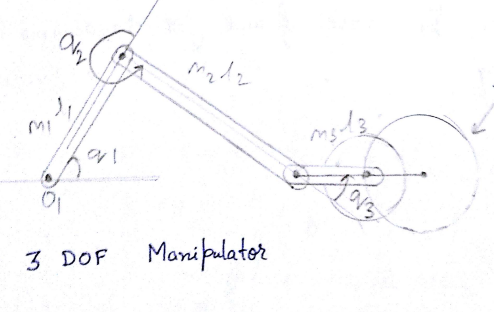 q2
m2 l2
m1 l1
q1
m3 l3
q3
O1
3 DOF Manipulator